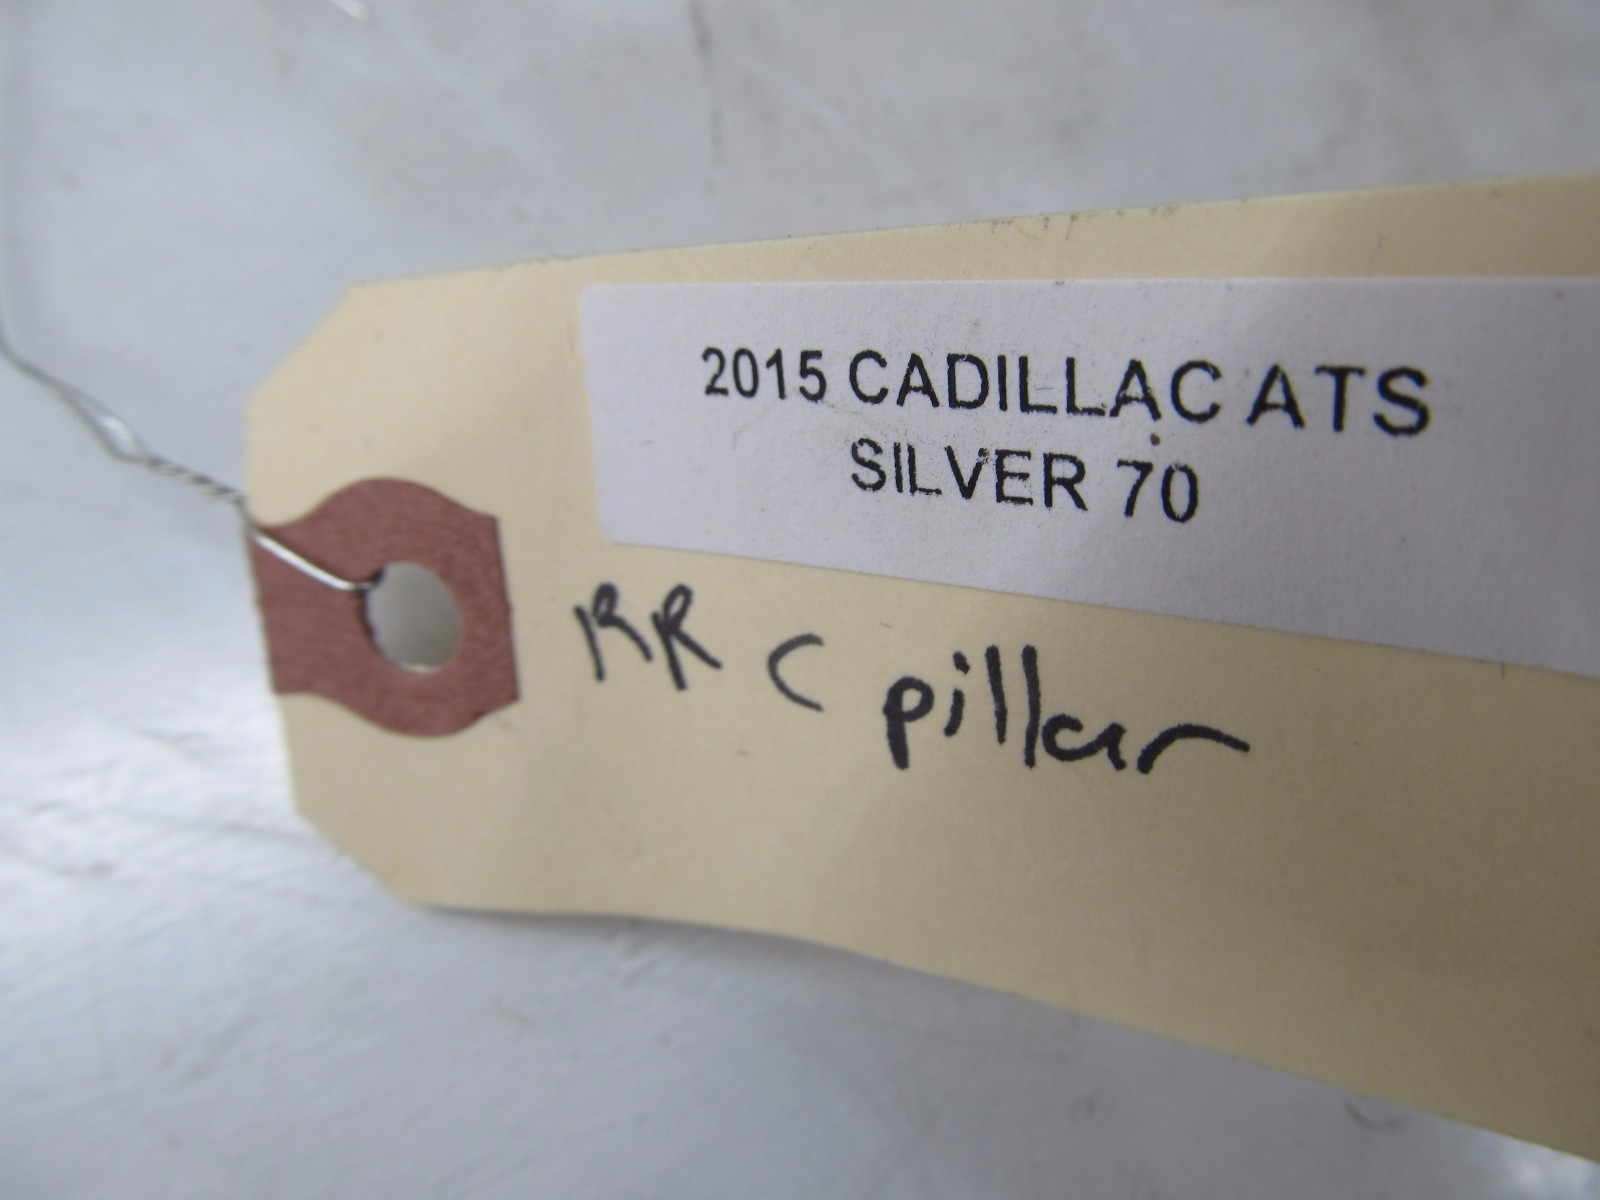 2015 CADILLAC ATS
SILVER 70
RR C pillar